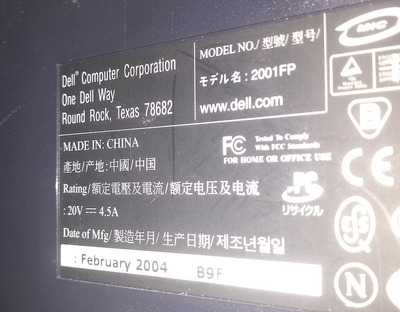 Dell® Computer Corporation
One Dell Way
Round Rock, Texas 78682
MODEL NO./型號/型号/
モデル名: 2001FP
www.dell.com
MADE IN: CHINA
產地/产地: 中國/中国
FC Tested To Comply
With FCC Standards
FOR HOME OR OFFICE USE
Rating/額定電壓及電流/额定电压及电流
: 20V ⎓ 4.5A
PC
リサイクル
Date of Mfg/製造年月/生产日期/제조년월일
: February 2004 B9F
B
N